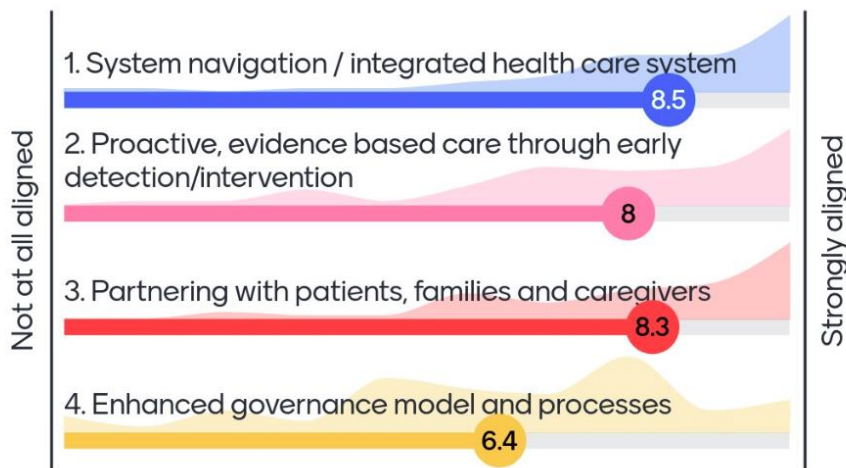 Not at all aligned
1. System navigation / integrated health care system
8.5
2. Proactive, evidence based care through early
detection/intervention
8
3. Partnering with patients, families and caregivers
8.3
4. Enhanced governance model and processes
6.4
Strongly aligned